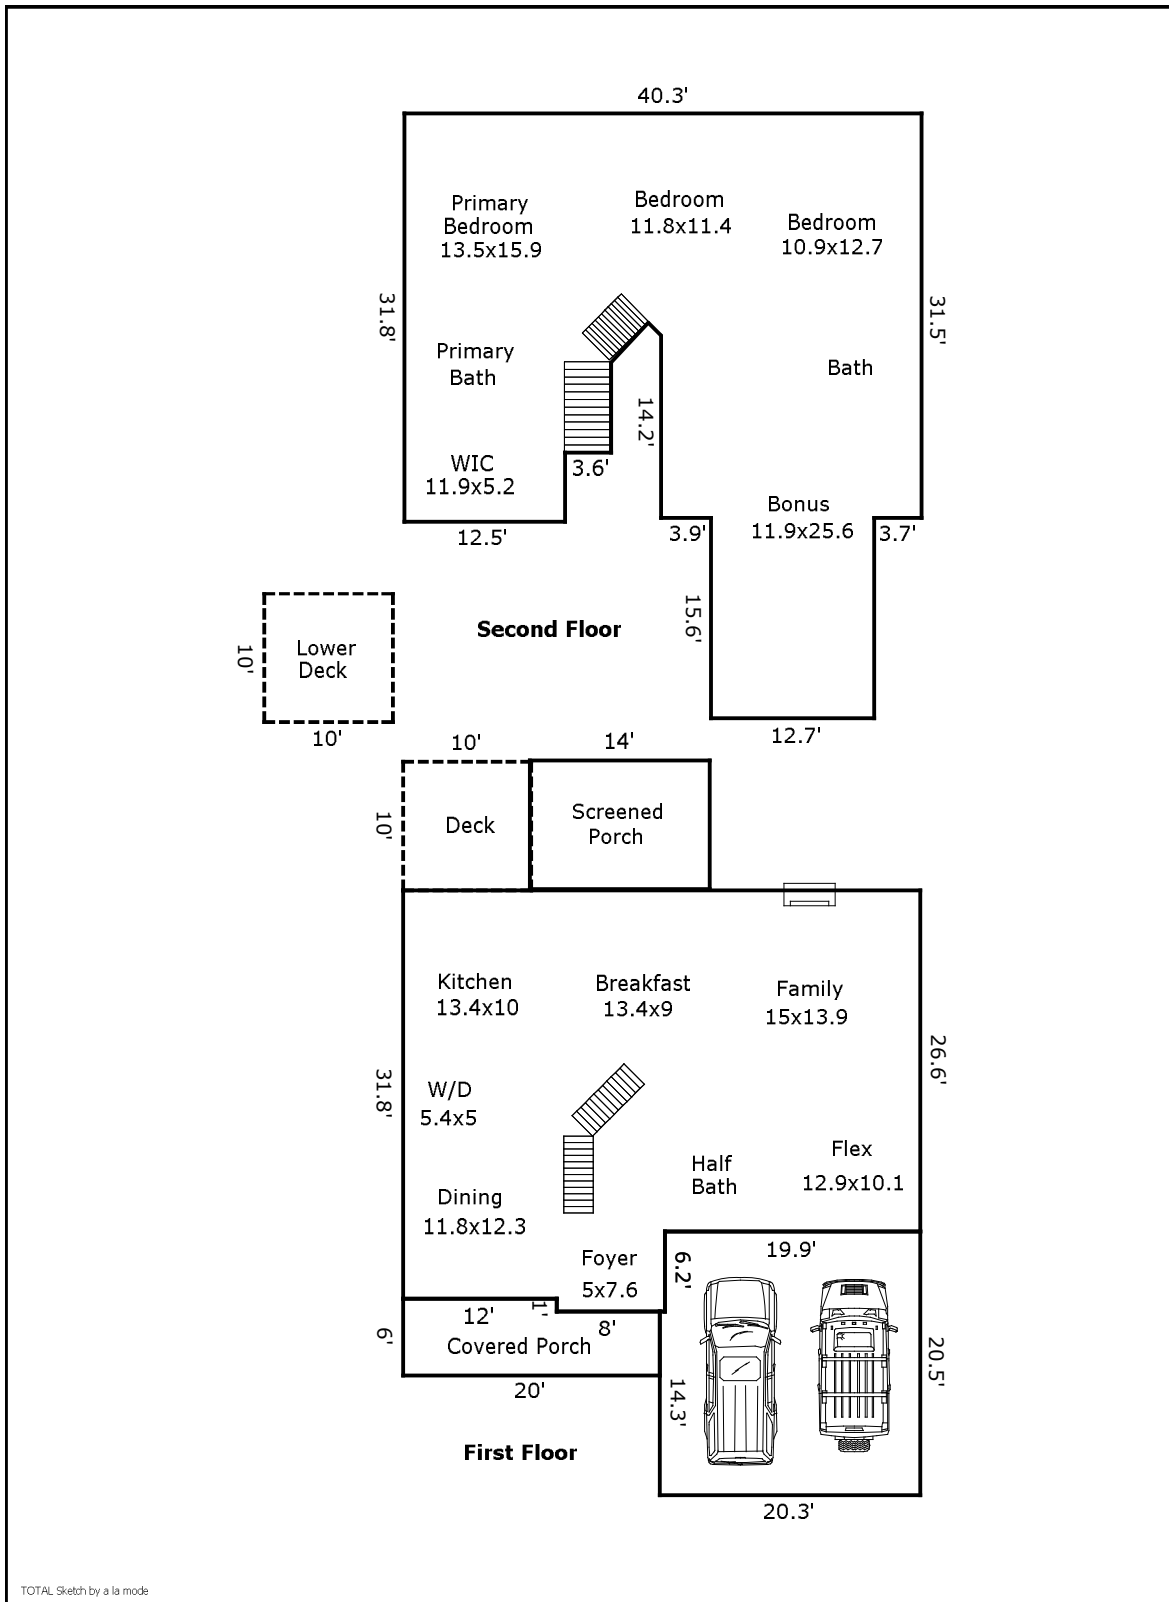 40.3'
Primary
Bedroom
13.5x15.9
Bedroom
11.8x11.4
Bedroom
10.9x12.7
31.8'
31.5'
Primary
Bath
Bath
14.2'
WIC
11.9x5.2
3.6'
Bonus
11.9x25.6
12.5'
3.9'
3.7'
15.6'
Second Floor
Lower
Deck
10'
10'
12.7'
10'
14'
10'
Deck
Screened
Porch
Kitchen
13.4x10
Breakfast
13.4x9
Family
15x13.9
31.8'
26.6'
W/D
5.4x5
Half
Bath
Flex
12.9x10.1
Dining
11.8x12.3
Foyer
5x7.6
6.2'
19.9'
12'
1'
8'
6'
Covered Porch
20'
14.3'
20.5'
First Floor
20.3'
TOTAL Sketch by a la mode